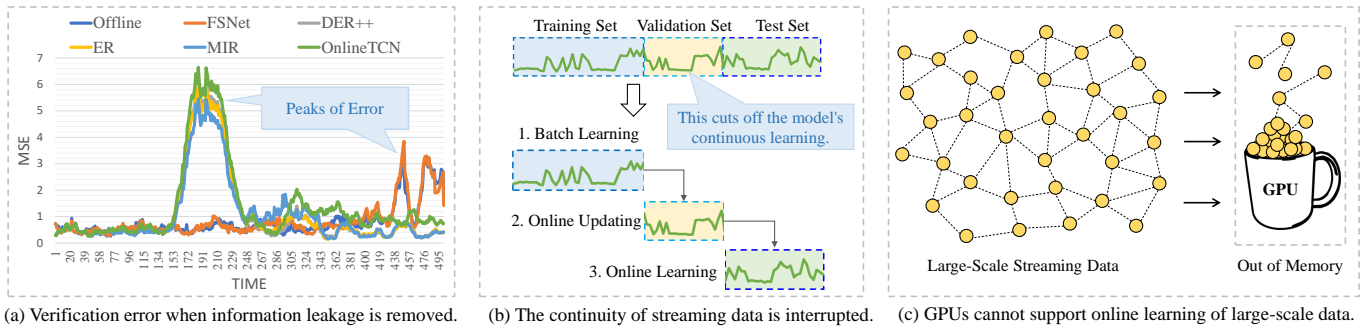 Offline FSNet DER++
ER MIR OnlineTCN
7
6
5
4
3
2
1
0
MSE
Peaks of Error
1 20 39 58 77 96 115 134 153 172 191 210 229 248 267 286 305 324 343 362 381 400 419 438 457 476 495
TIME
(a) Verification error when information leakage is removed.
Training Set Validation Set Test Set
This cuts off the model's
continuous learning.
1. Batch Learning
2. Online Updating
3. Online Learning
(b) The continuity of streaming data is interrupted.
GPU
Large-Scale Streaming Data Out of Memory
(c) GPUs cannot support online learning of large-scale data.